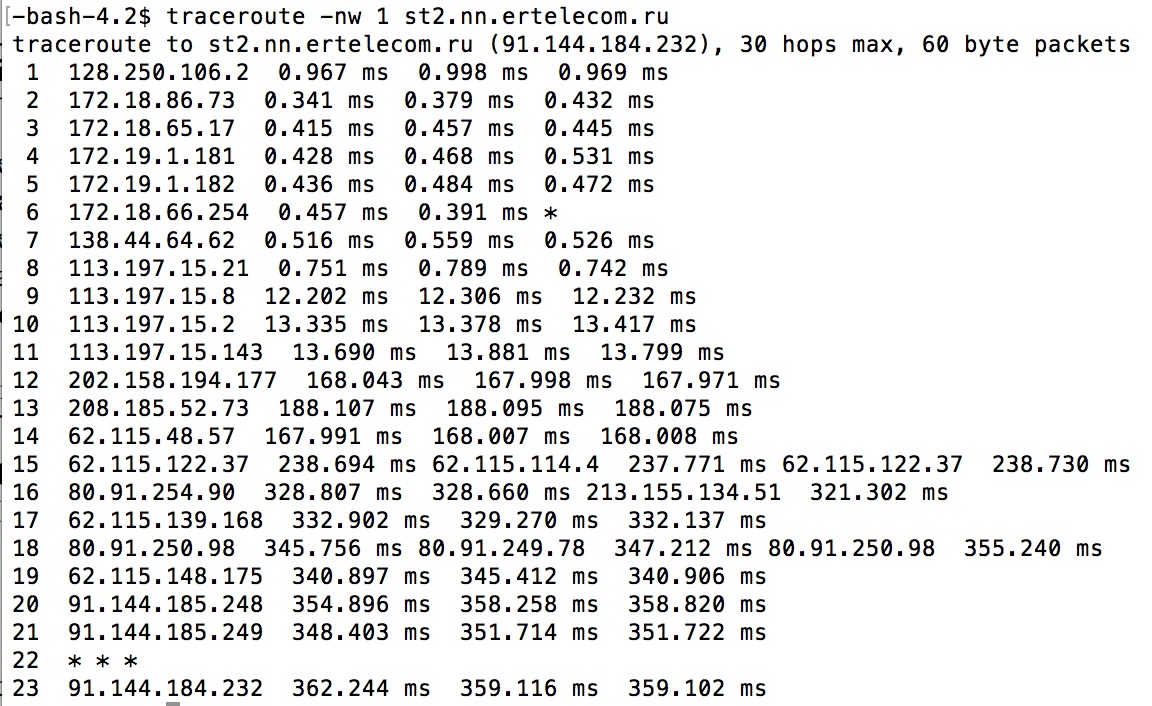 [-bash-4.2$ traceroute -nw 1 st2.nn.ertelecom.ru
traceroute to st2.nn.ertelecom.ru (91.144.184.232), 30 hops max, 60 byte packets
 1  128.250.106.2  0.967 ms  0.998 ms  0.969 ms
 2  172.18.86.73  0.341 ms  0.379 ms  0.432 ms
 3  172.18.65.17  0.415 ms  0.457 ms  0.445 ms
 4  172.19.1.181  0.428 ms  0.468 ms  0.531 ms
 5  172.19.1.182  0.436 ms  0.484 ms  0.472 ms
 6  172.18.66.254  0.457 ms  0.391 ms *
 7  138.44.64.62  0.516 ms  0.559 ms  0.526 ms
 8  113.197.15.21  0.751 ms  0.789 ms  0.742 ms
 9  113.197.15.8  12.202 ms  12.306 ms  12.232 ms
10  113.197.15.2  13.335 ms  13.378 ms  13.417 ms
11  113.197.15.143  13.690 ms  13.881 ms  13.799 ms
12  202.158.194.177  168.043 ms  167.998 ms  167.971 ms
13  208.185.52.73  188.107 ms  188.095 ms  188.075 ms
14  62.115.48.57  167.991 ms  168.007 ms  168.008 ms
15  62.115.122.37  238.694 ms 62.115.114.4  237.771 ms 62.115.122.37  238.730 ms
16  80.91.254.90  328.807 ms  328.660 ms 213.155.134.51  321.302 ms
17  62.115.139.168  332.902 ms  329.270 ms  332.137 ms
18  80.91.250.98  345.756 ms 80.91.249.78  347.212 ms 80.91.250.98  355.240 ms
19  62.115.148.175  340.897 ms  345.412 ms  340.906 ms
20  91.144.185.248  354.896 ms  358.258 ms  358.820 ms
21  91.144.185.249  348.403 ms  351.714 ms  351.722 ms
22  * * *
23  91.144.184.232  362.244 ms  359.116 ms  359.102 ms